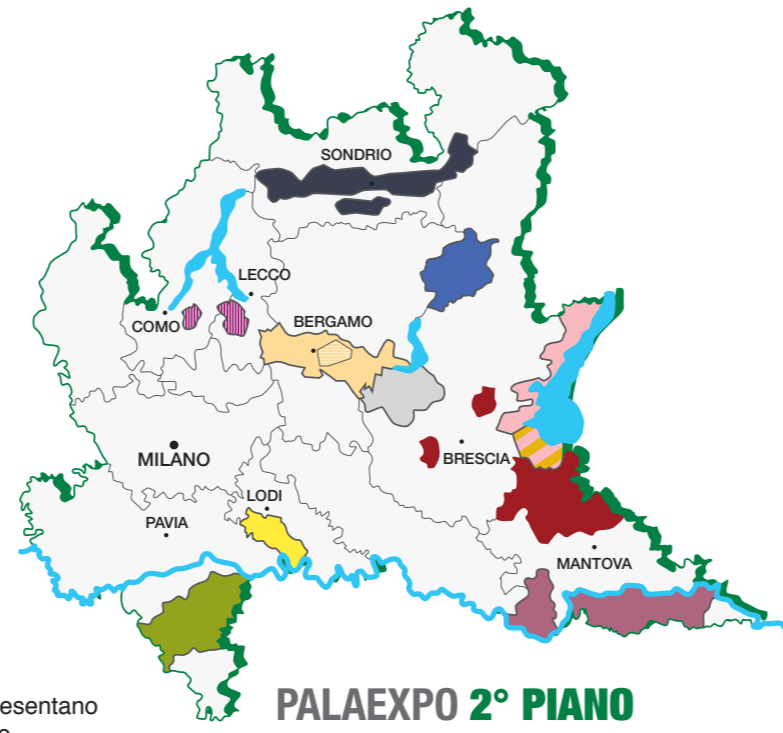 SONDRIO
LECCO
COMO
BERGAMO
MILANO
BRESCIA
LODI
PAVIA
MANTOVA
esentano
PALAEXPO 2° PIANO